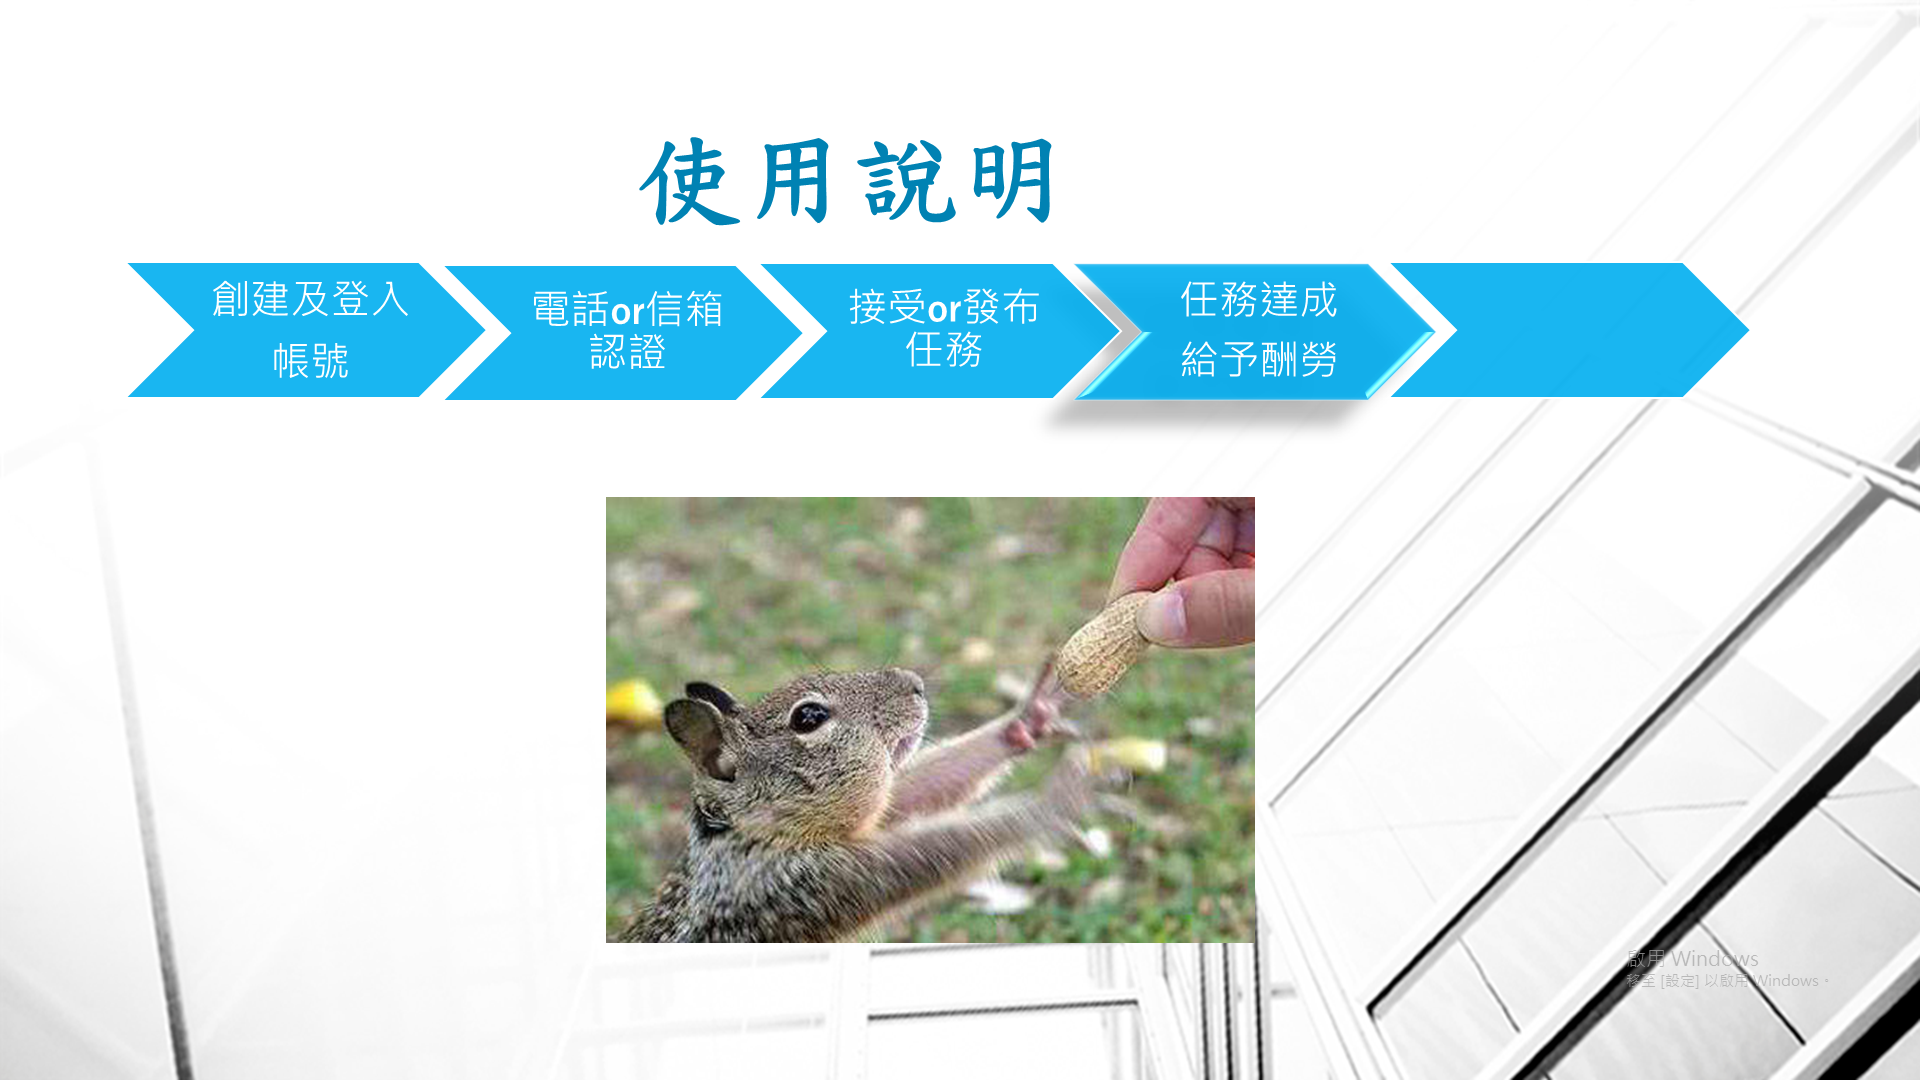 使用說明
創建及登入
帳號
電話or信箱
認證
接受or發布
任務
任務達成
給予酬勞
啟用 Windows
移至 [設定] 以啟用 Windows。